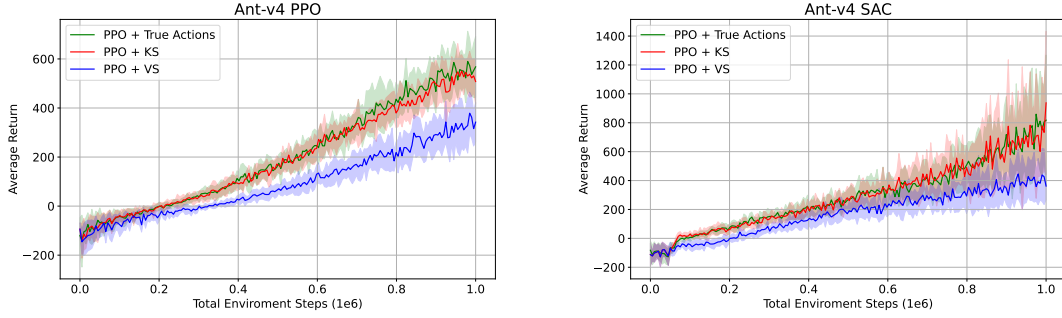 Ant-v4 PPO
PPO + True Actions
PPO + KS
PPO + VS
Average Return
600
400
200
0
−200
0.0 0.2 0.4 0.6 0.8 1.0
Total Enviroment Steps (1e6)
Ant-v4 SAC
PPO + True Actions
PPO + KS
PPO + VS
Average Return
1400
1200
1000
800
600
400
200
0
−200
0.0 0.2 0.4 0.6 0.8 1.0
Total Enviroment Steps (1e6)